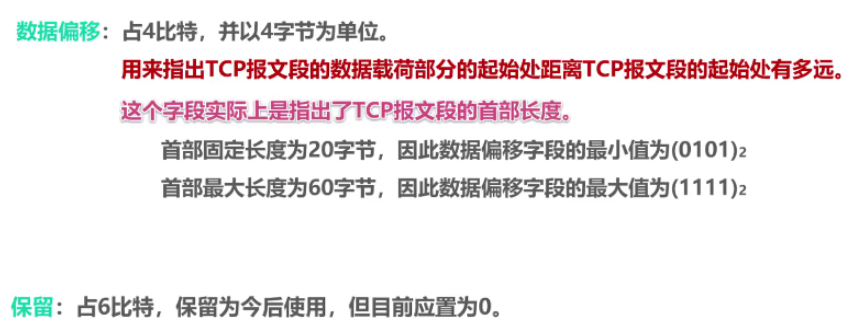 数据偏移：占4比特，并以4字节为单位。
用来指出TCP报文段的数据载荷部分的起始处距离TCP报文段的起始处有多远。
这个字段实际上是指出了TCP报文段的首部长度。
首部固定长度为20字节，因此数据偏移字段的最小值为(0101)₂
首部最大长度为60字节，因此数据偏移字段的最大值为(1111)₂
保留：占6比特，保留为今后使用，但目前应置为0。